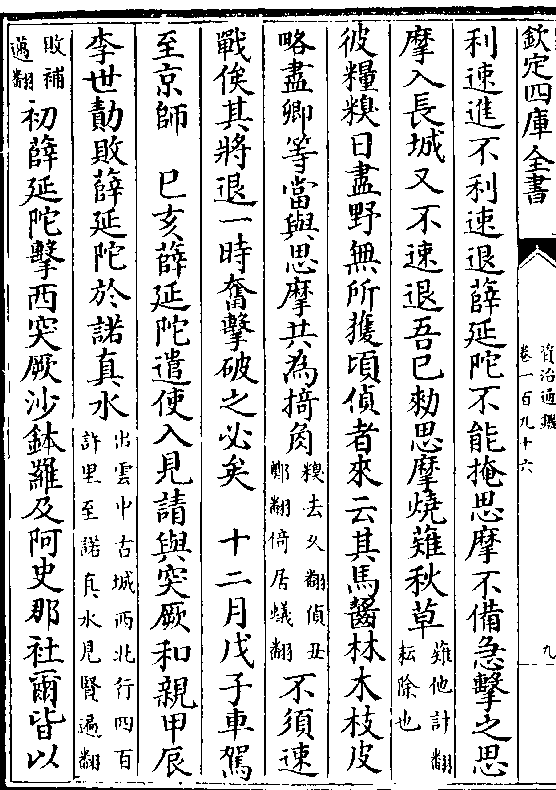 欽定四庫全書
資治通鑑
卷一百九十六
九
利速進不利速退薛延陀不能掩思摩不備急擊之思
摩入長城又不速退吾已勑思摩燒薙秋草
薙他計翻
耘除也
彼糧糗日盡野無所獲頃偵者來云其馬齧林木枝皮
略盡卿等當與思摩共為掎角
糗去久翻偵丑
鄭翻掎居蟻翻
不須速
戰俟其將退一時奮擊破之必矣 十二月戊子車駕
至京師 已亥薛延陀遣使入見請與突厥和親甲辰
李世勣敗薛延陀於諾真水
出雲中古城西北行四百
許里至諾真水見賢遍翻
敗補
邁翻
初薛延陀擊西突厥沙鉢羅及阿史那社爾皆以